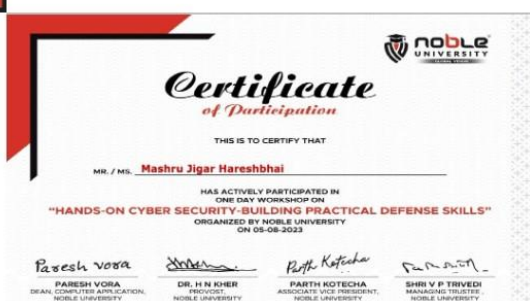 noble
UNIVERSITY
Certificate
of Participation
THIS IS TO CERTIFY THAT
MR. / MS. Mashru Jigar Hareshbhai
HAS ACTIVELY PARTICIPATED IN
ONE DAY WORKSHOP ON
"HANDS-ON CYBER SECURITY-BUILDING PRACTICAL DEFENSE SKILLS"
ORGANIZED BY NOBLE UNIVERSITY
ON 05-08-2023
Paresh Vora
Parth Kotecha
PARESH VORA
DEAN, COMPUTER APPLICATION,
NOBLE UNIVERSITY
DR. H N KHER
PROVOST,
NOBLE UNIVERSITY
PARTH KOTECHA
ASSOCIATE VICE PRESIDENT,
NOBLE UNIVERSITY
SHRI V P TRIVEDI
MANAGING TRUSTEE,
NOBLE UNIVERSITY